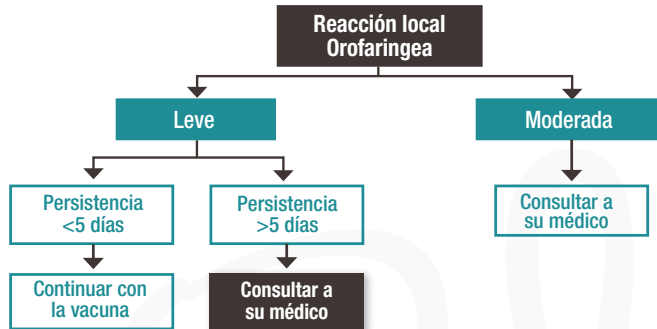 Reacción local
Orofaringea
Leve
Moderada
Persistencia
<5 días
Persistencia
>5 días
Consultar a
su médico
Continuar con
la vacuna
Consultar a
su médico